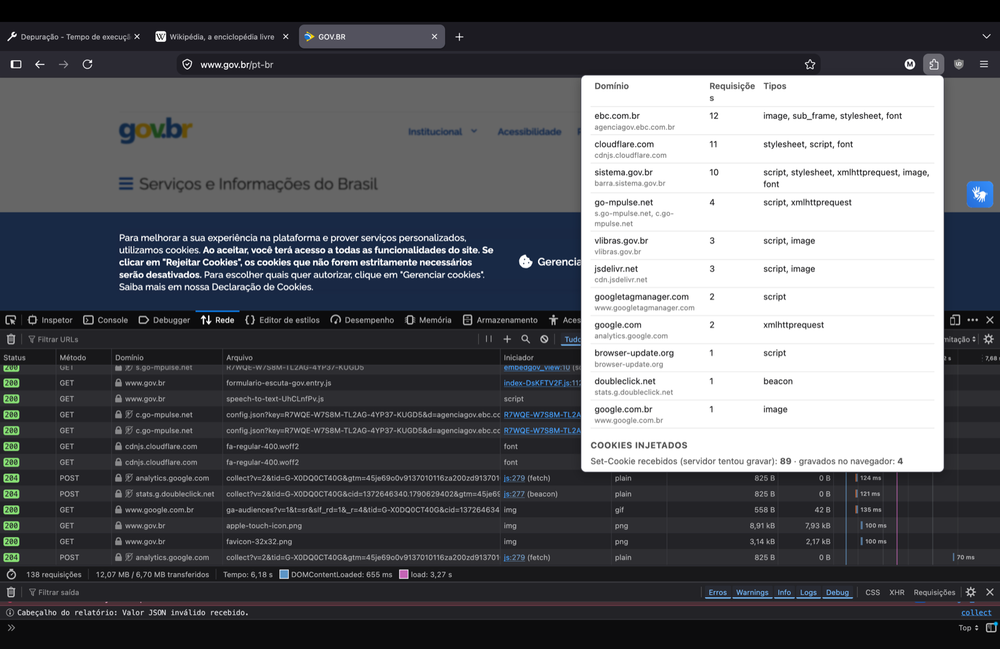 Depuração - Tempo de execuçã
Wikipédia, a enciclopédia livre
GOV.BR
www.gov.br/pt-br
gov.br
Institucional
Acessibilidade
Serviços e Informações do Brasil
Para melhorar a sua experiência na plataforma e prover serviços personalizados,
utilizamos cookies. Ao aceitar, você terá acesso a todas as funcionalidades do site. Se
clicar em "Rejeitar Cookies", os cookies que não forem estritamente necessários
serão desativados. Para escolher quais quer autorizar, clique em "Gerenciar cookies".
Saiba mais em nossa Declaração de Cookies.
Gerencia
Domínio Requisiçõe Tipos
s
ebc.com.br 12 image, sub_frame, stylesheet, font
agenciagov.ebc.com.br
cloudflare.com 11 stylesheet, script, font
cdnjs.cloudflare.com
sistema.gov.br 10 script, stylesheet, xmlhttprequest, image,
barra.sistema.gov.br font
go-mpulse.net 4 script, xmlhttprequest
s.go-mpulse.net, c.go-
mpulse.net
vlibras.gov.br 3 script, image
vlibras.gov.br
jsdelivr.net 3 script, image
cdn.jsdelivr.net
googletagmanager.com 2 script
www.googletagmanager.com
google.com 2 xmlhttprequest
analytics.google.com
browser-update.org 1 script
browser-update.org
doubleclick.net 1 beacon
stats.g.doubleclick.net
google.com.br 1 image
www.google.com.br
COOKIES INJETADOS
Set-Cookie recebidos (servidor tentou gravar): 89 · gravados no navegador: 4
Inspetor Console Debugger Rede Editor de estilos Desempenho Memória Armazenamento Aces
Filtrar URLs Tudo mitação
Status Método Domínio Arquivo Iniciador 2 s 7,68
200 GET s.go-mpulse.net R7WQE-W7S8M-TL2AG-4YP37-KUGD5 embedgov_view:10 (sc
200 GET www.gov.br formulario-escuta-gov.entry.js index-DsKFTV2F.js:112
200 GET www.gov.br speech-to-text-UhCLnfPv.js script
200 GET c.go-mpulse.net config.json?key=R7WQE-W7S8M-TL2AG-4YP37-KUGD5&d=agenciagov.ebc.cc R7WQE-W7S8M-TL2A
200 GET c.go-mpulse.net config.json?key=R7WQE-W7S8M-TL2AG-4YP37-KUGD5&d=agenciagov.ebc.cc R7WQE-W7S8M-TL2A
200 GET cdnjs.cloudflare.com fa-regular-400.woff2 font
200 GET cdnjs.cloudflare.com fa-regular-400.woff2 font
204 POST analytics.google.com collect?v=2&tid=G-X0DQ0CT40G&gtm=45je69o0v9137010116za200zd913701 js:279 (fetch) plain 825 B 0 B 124 ms
204 POST stats.g.doubleclick.net collect?v=2&tid=G-X0DQ0CT40G&cid=1372646340.1790629402&gtm=45je69 js:277 (beacon) plain 825 B 0 B 121 ms
200 GET www.google.com.br ga-audiences?v=1&t=sr&slf_rd=1&_r=4&tid=G-X0DQ0CT40G&cid=137264634 img gif 558 B 42 B 135 ms
200 GET www.gov.br apple-touch-icon.png img png 8,91 kB 7,93 kB 100 ms
200 GET www.gov.br favicon-32x32.png img png 3,14 kB 2,17 kB 100 ms
204 POST analytics.google.com collect?v=2&tid=G-X0DQ0CT40G&gtm=45je69o0v9137010116za200zd913701 js:279 (fetch) plain 825 B 0 B 70 ms
138 requisições 12,07 MB / 6,70 MB transferidos Tempo: 6,18 s DOMContentLoaded: 655 ms load: 3,27 s
Filtrar saída Erros Warnings Info Logs Debug CSS XHR Requisições
Cabeçalho do relatório: Valor JSON inválido recebido. collect
Top